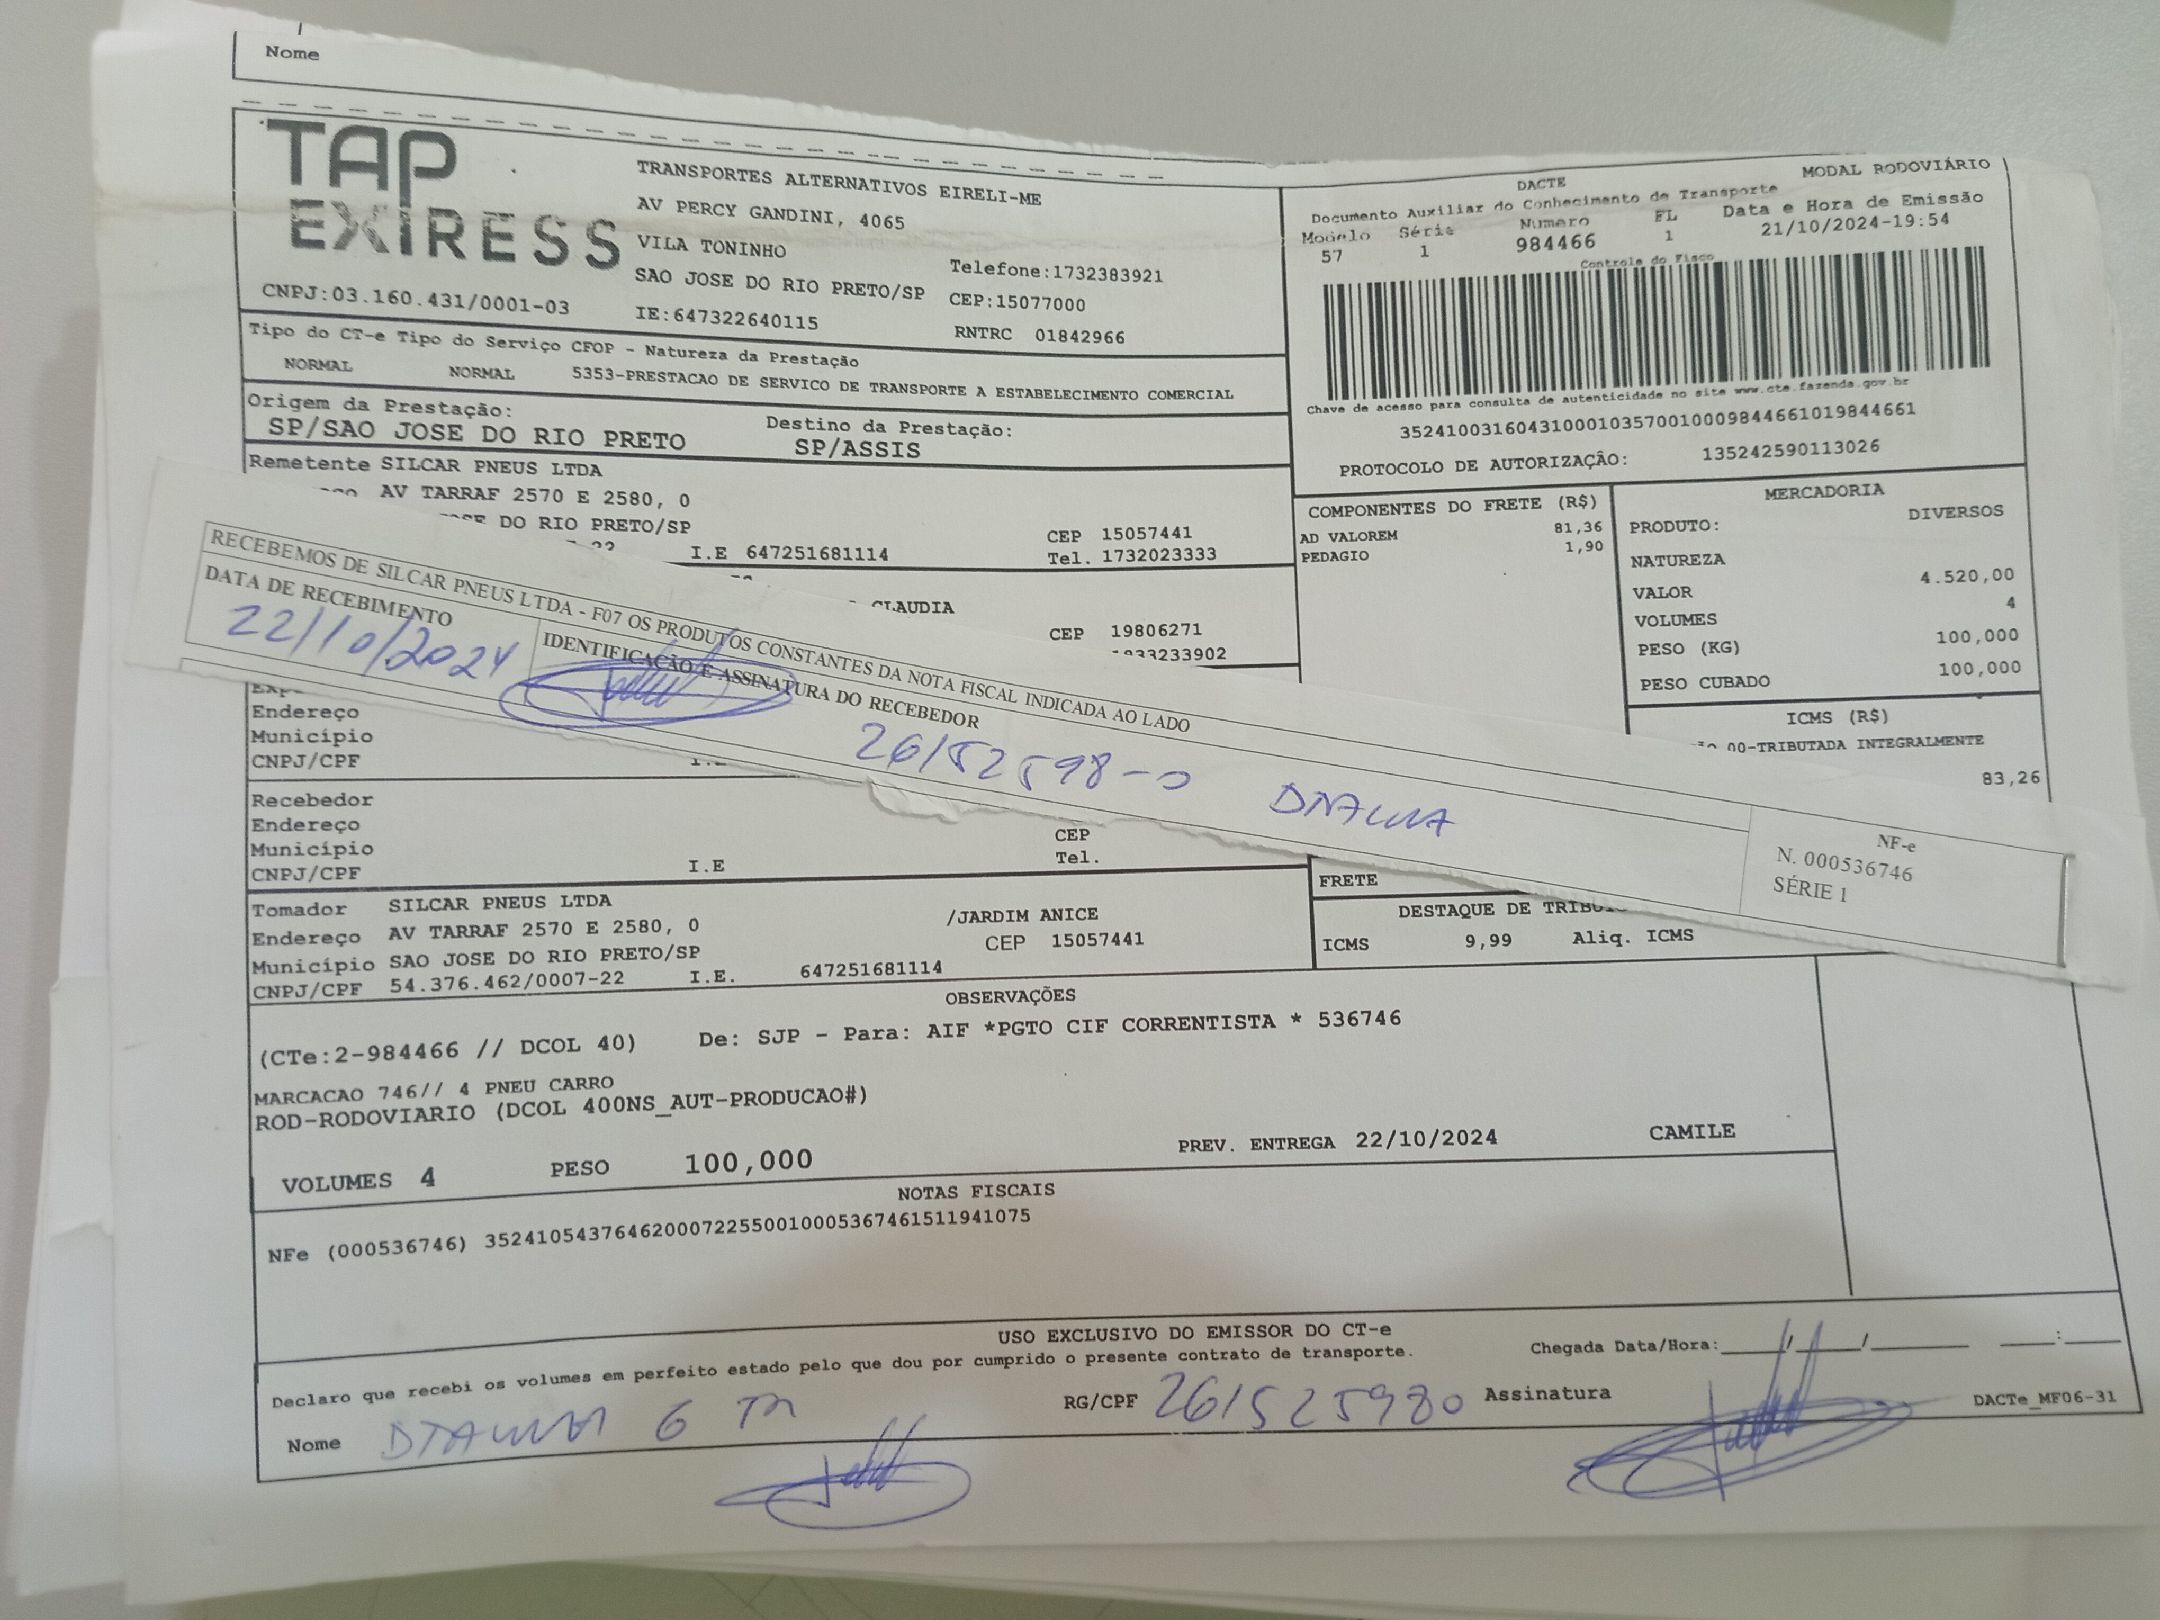 Nome
TAP
EXIRESS
TRANSPORTES ALTERNATIVOS EIRELI-ME
AV PERCY GANDINI, 4065
VILA TONINHO
SAO JOSE DO RIO PRETO/SP
Telefone:1732383921
CEP:15077000
CNPJ:03.160.431/0001-03
IE:647322640115
RNTRC 01842966
DACTE
MODAL RODOVIÁRIO
Documento Auxiliar do Conhecimento de Transporte
Modelo Série Numero FL Data e Hora de Emissão
57 1 984466 1 21/10/2024-19:54
Controle do Fisco
Chave de acesso para consulta de autenticidade no site www.cte.fazenda.gov.br
35241003160431000103570010009844661019844661
PROTOCOLO DE AUTORIZAÇÃO: 135242590113026
Tipo do CT-e Tipo do Serviço CFOP - Natureza da Prestação
NORMAL NORMAL 5353-PRESTACAO DE SERVICO DE TRANSPORTE A ESTABELECIMENTO COMERCIAL
Origem da Prestação: Destino da Prestação:
SP/SAO JOSE DO RIO PRETO SP/ASSIS
Remetente SILCAR PNEUS LTDA
AV TARRAF 2570 E 2580, 0
DO RIO PRETO/SP
CEP 15057441
I.E 647251681114 Tel. 1732023333
CLAUDIA
CEP 19806271
33233902
COMPONENTES DO FRETE (R$)
AD VALOREM 81,36
PEDAGIO 1,90
MERCADORIA
PRODUTO: DIVERSOS
NATUREZA
VALOR 4.520,00
VOLUMES 4
PESO (KG) 100,000
PESO CUBADO 100,000
ICMS (R$)
00-TRIBUTADA INTEGRALMENTE
83,26
RECEBEMOS DE SILCAR PNEUS LTDA - F07 OS PRODUTOS CONSTANTES DA NOTA FISCAL INDICADA AO LADO
DATA DE RECEBIMENTO
22/10/2024
IDENTIFICAÇÃO E ASSINATURA DO RECEBEDOR
26152598-0
NF-e
N. 000536746
SÉRIE 1
Endereço
Município
CNPJ/CPF
Recebedor
Endereço
Município
CNPJ/CPF
I.E
CEP
Tel.
FRETE
DESTAQUE DE
ICMS 9,99 Aliq. ICMS
Tomador SILCAR PNEUS LTDA
Endereço AV TARRAF 2570 E 2580, 0 /JARDIM ANICE
Município SAO JOSE DO RIO PRETO/SP CEP 15057441
CNPJ/CPF 54.376.462/0007-22 I.E. 647251681114
OBSERVAÇÕES
(CTe:2-984466 // DCOL 40) De: SJP - Para: AIF *PGTO CIF CORRENTISTA * 536746
MARCACAO 746// 4 PNEU CARRO
ROD-RODOVIARIO (DCOL 400NS_AUT-PRODUCAO#)
VOLUMES 4 PESO 100,000 PREV. ENTREGA 22/10/2024 CAMILE
NOTAS FISCAIS
NFe (000536746) 35241054376462000722550010005367461511941075
USO EXCLUSIVO DO EMISSOR DO CT-e
Declaro que recebi os volumes em perfeito estado pelo que dou por cumprido o presente contrato de transporte.
Chegada Data/Hora:____/____/________ ____:____
Nome
RG/CPF 261525980 Assinatura
DACTe_MF06-31